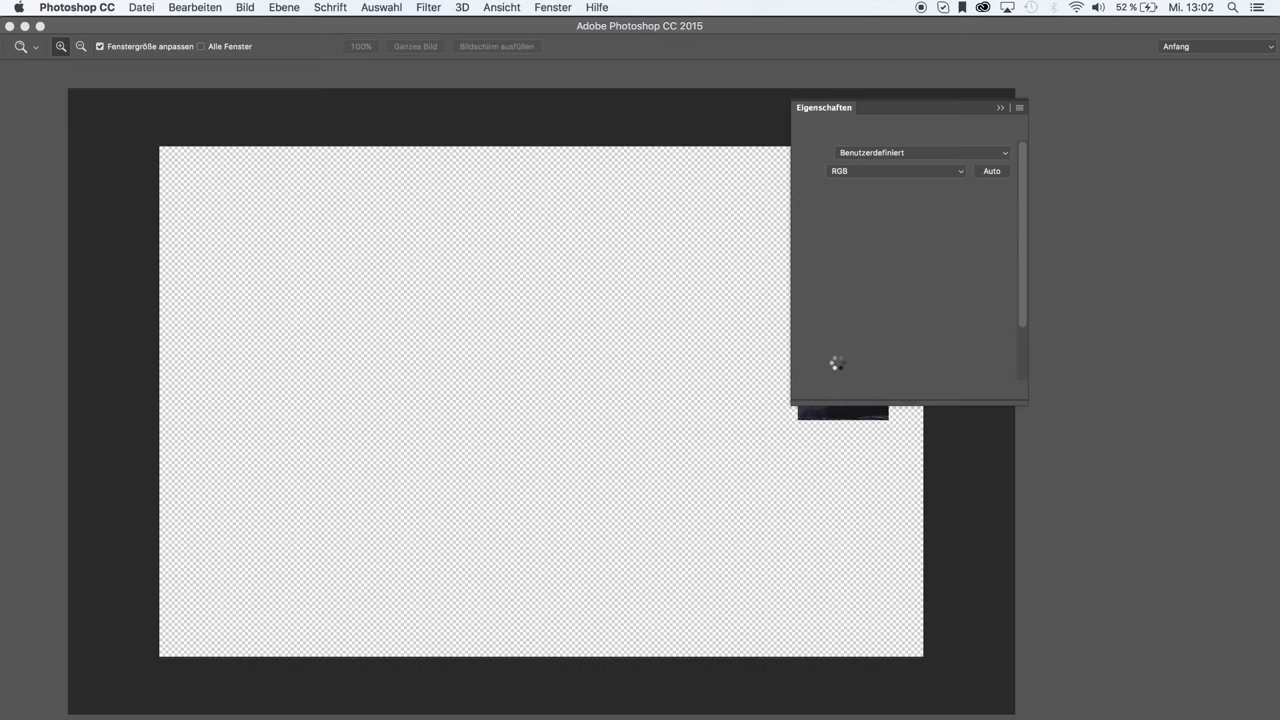 Photoshop CC Datei Bearbeiten Bild Ebene Schrift Auswahl Filter 3D Ansicht Fenster Hilfe 52 % Mi. 13:02
Adobe Photoshop CC 2015
Fenstergröße anpassen Alle Fenster 100% Ganzes Bild Bildschirm ausfüllen Anfang
Eigenschaften
Benutzerdefiniert
RGB Auto